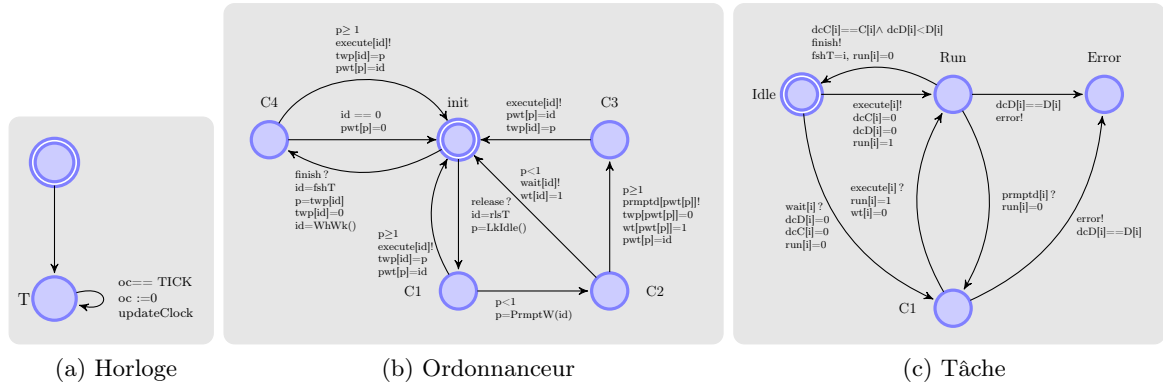 T
oc== TICK
oc :=0
updateClock
(a) Horloge
p≥ 1
execute[id]!
twp[id]=p
pwt[p]=id
C4
init
C3
id == 0
pwt[p]=0
execute[id]!
pwt[p]=id
twp[id]=p
finish?
id=fshT
p=twp[id]
twp[id]=0
id=WhWk()
release?
id=rlsT
p=LkIdle()
p<1
wait[id]!
wt[id]=1
p≥1
prmptd[pwt[p]]!
twp[pwt[p]]=0
wt[pwt[p]]=1
pwt[p]=id
p≥1
execute[id]!
twp[id]=p
pwt[p]=id
C1
C2
p<1
p=PrmptW(id)
(b) Ordonnanceur
dcC[i]==C[i]∧ dcD[i]<D[i]
finish!
fshT=i, run[i]=0
Run
Error
Idle
execute[i]!
dcC[i]=0
dcD[i]=0
run[i]=1
dcD[i]==D[i]
error!
wait[i]?
dcD[i]=0
dcC[i]=0
run[i]=0
execute[i]?
run[i]=1
wt[i]=0
prmptd[i]?
run[i]=0
error!
dcD[i]==D[i]
C1
(c) Tâche